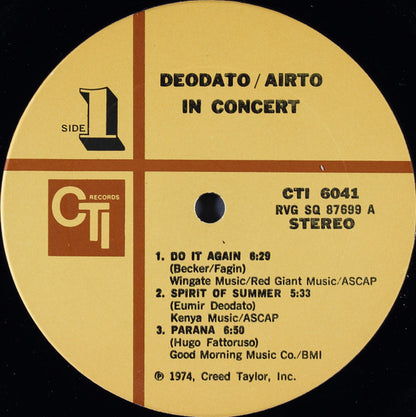 DEODATO / AIRTO
IN CONCERT
SIDE 1
CTI RECORDS
CTI 6041
RVG SQ 87699 A
STEREO
1. DO IT AGAIN 6:29
(Becker/Fagin)
Wingate Music/Red Giant Music/ASCAP
2. SPIRIT OF SUMMER 5:33
(Eumir Deodato)
Kenya Music/ASCAP
3. PARANA 6:50
(Hugo Fattoruso)
Good Morning Music Co./BMI
℗ 1974, Creed Taylor, Inc.